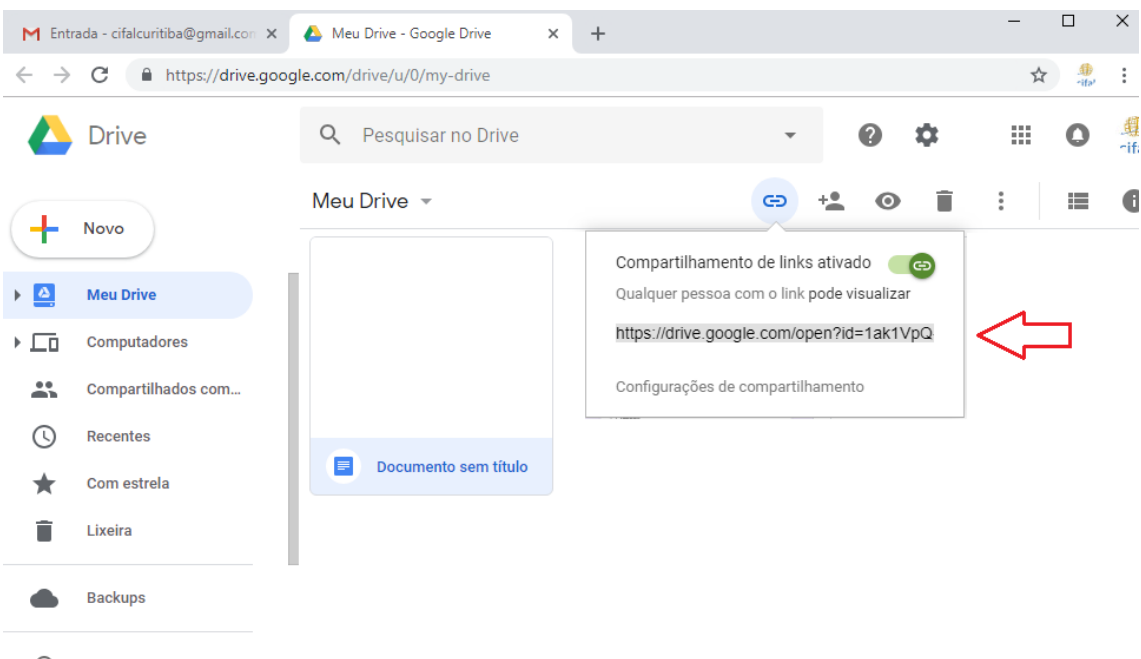 Entrada - cifalcuritiba@gmail.con
Meu Drive - Google Drive
https://drive.google.com/drive/u/0/my-drive
Drive
Pesquisar no Drive
Meu Drive
Novo
Compartilhamento de links ativado
Qualquer pessoa com o link pode visualizar
https://drive.google.com/open?id=1ak1VpQ
Configurações de compartilhamento
Meu Drive
Computadores
Compartilhados com...
Recentes
Com estrela
Lixeira
Backups
Documento sem título